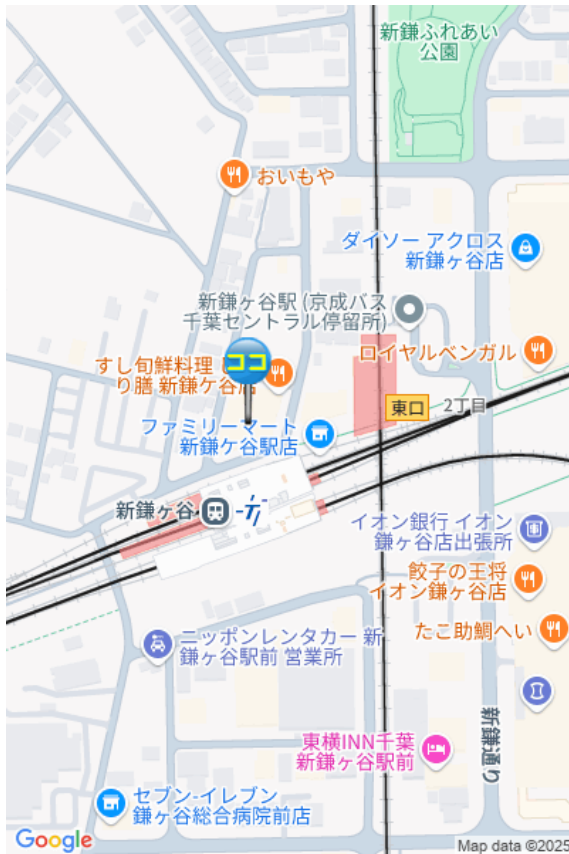 新鎌ふれあい
公園
おいもや
ダイソー アクロス
新鎌ヶ谷店
新鎌ヶ谷駅 (京成バス
千葉セントラル停留所)
ロイヤルベンガル
ココ
すし旬鮮料理
り膳 新鎌ケ谷店
東口
2丁目
ファミリーマート
新鎌ケ谷駅店
新鎌ヶ谷
イオン銀行 イオン
鎌ヶ谷店出張所
餃子の王将
イオン鎌ヶ谷店
たこ助鯛へい
ニッポンレンタカー 新
鎌ヶ谷駅前 営業所
新鎌通り
東横INN千葉
新鎌ヶ谷駅前
セブン-イレブン
鎌ヶ谷総合病院前店
Google
Map data ©2025